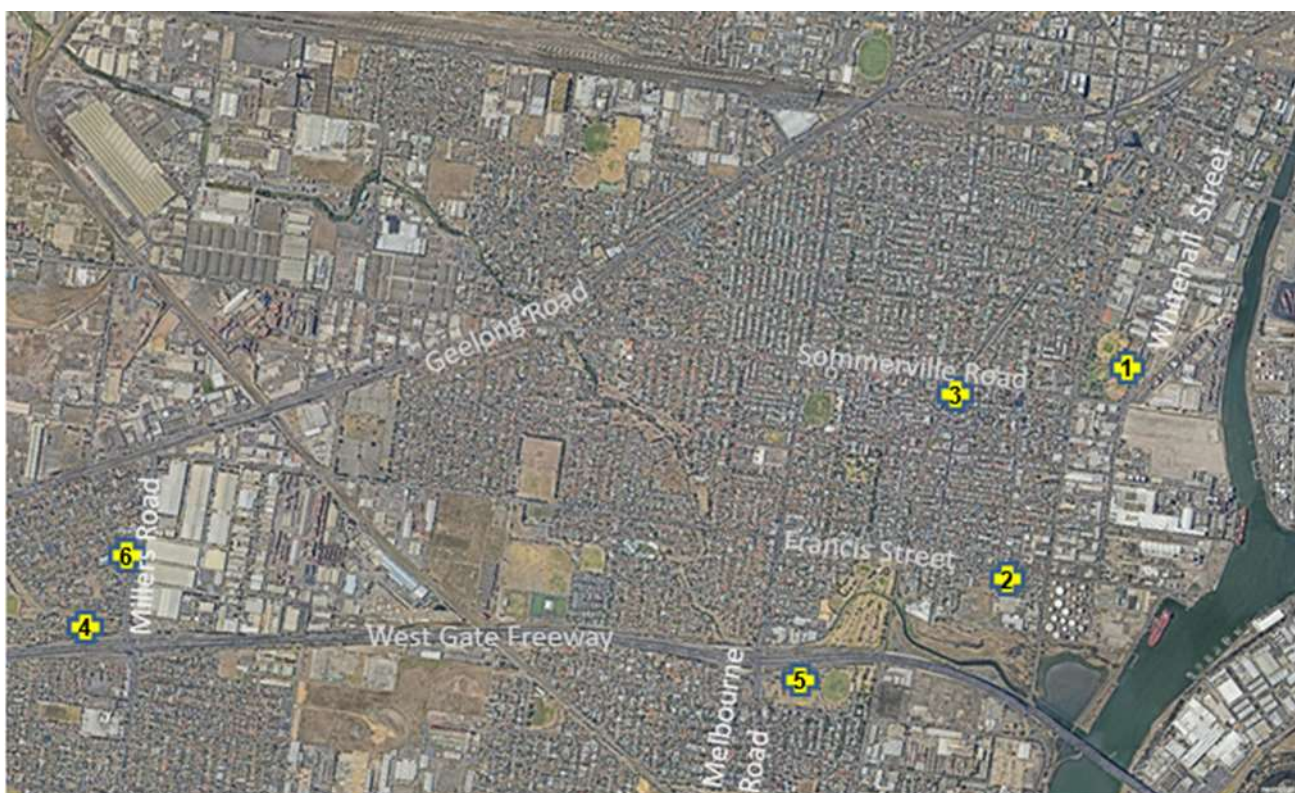 Whitehall Street
1
Geelong Road
Sommerville Road
3
Millers Road
6
Francis Street
2
4
West Gate Freeway
5
Melbourne
Road